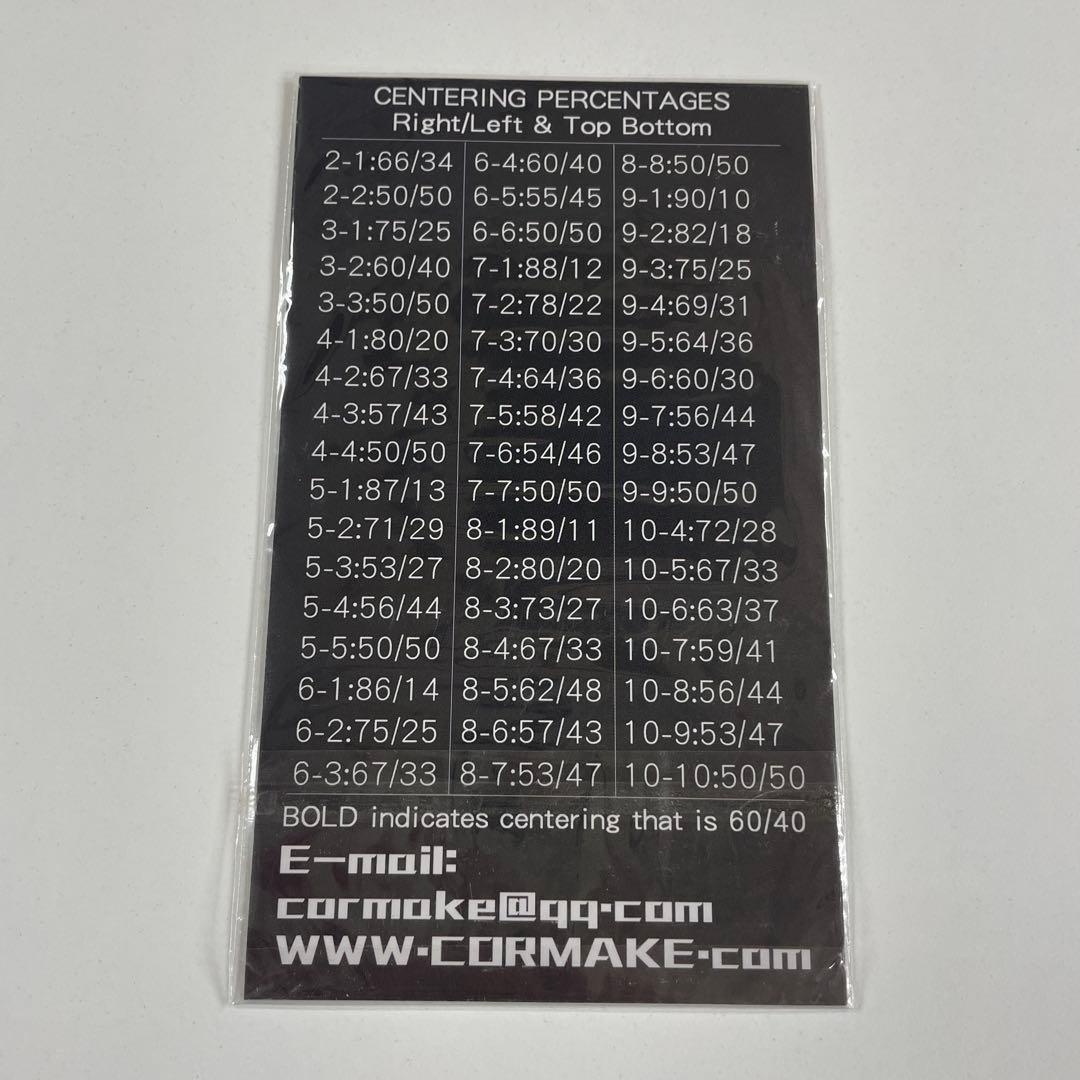 CENTERING PERCENTAGES
Right/Left & Top Bottom
2-1:66/34 6-4:60/40 8-8:50/50
2-2:50/50 6-5:55/45 9-1:90/10
3-1:75/25 6-6:50/50 9-2:82/18
3-2:60/40 7-1:88/12 9-3:75/25
3-3:50/50 7-2:78/22 9-4:69/31
4-1:80/20 7-3:70/30 9-5:64/36
4-2:67/33 7-4:64/36 9-6:60/30
4-3:57/43 7-5:58/42 9-7:56/44
4-4:50/50 7-6:54/46 9-8:53/47
5-1:87/13 7-7:50/50 9-9:50/50
5-2:71/29 8-1:89/11 10-4:72/28
5-3:53/27 8-2:80/20 10-5:67/33
5-4:56/44 8-3:73/27 10-6:63/37
5-5:50/50 8-4:67/33 10-7:59/41
6-1:86/14 8-5:62/48 10-8:56/44
6-2:75/25 8-6:57/43 10-9:53/47
6-3:67/33 8-7:53/47 10-10:50/50
BOLD indicates centering that is 60/40
E-mail:
cormake@qq.com
WWW.CORMAKE.com